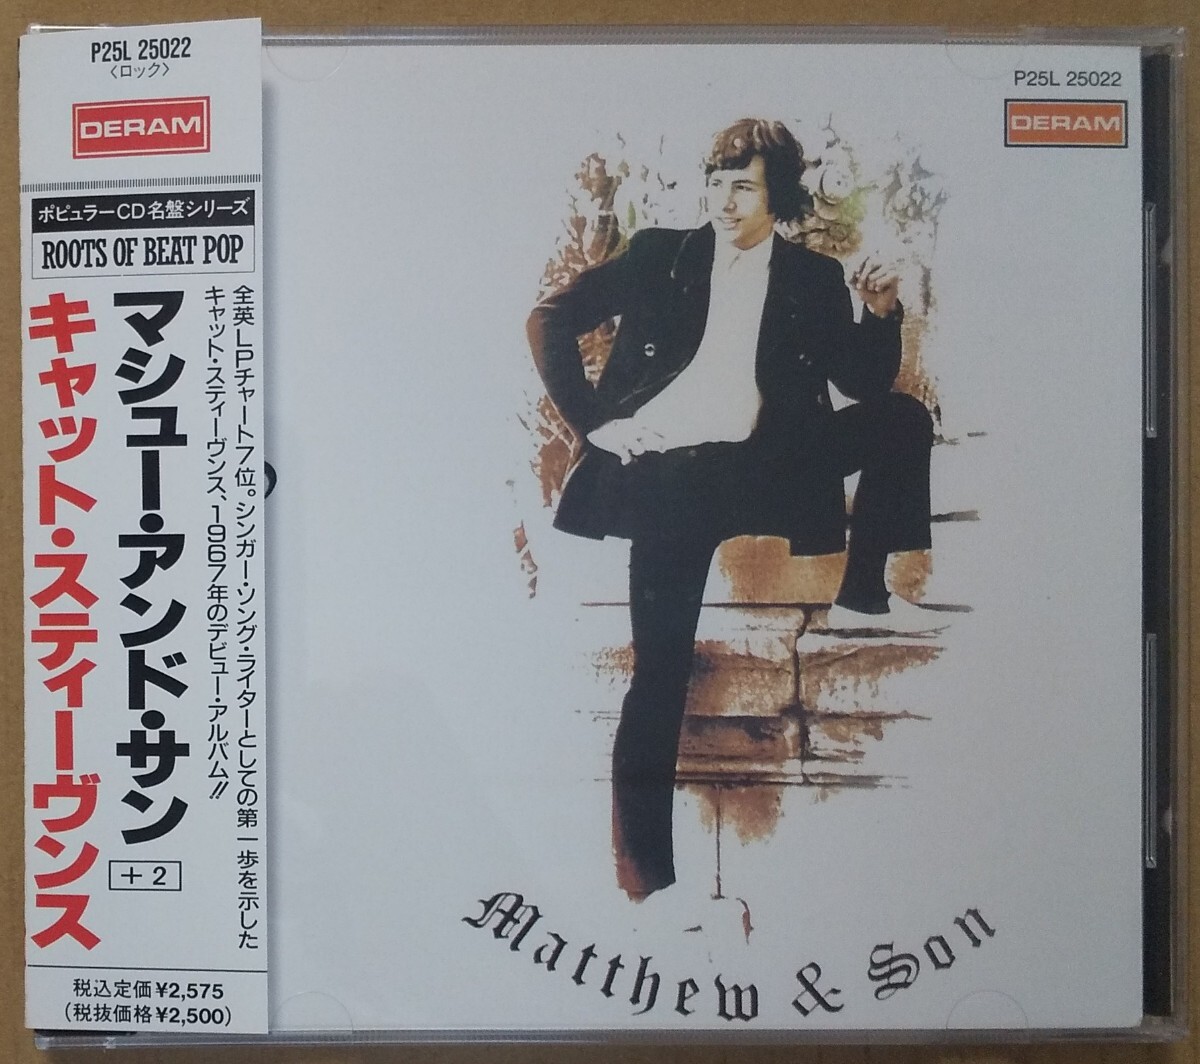 P25L 25022
〈ロック〉
DERAM
ポピュラーCD名盤シリーズ
ROOTS OF BEAT POP
全英LPチャート7位。シンガー・ソング・ライターとしての第一歩を示した
キャット・スティーヴンス、1967年のデビュー・アルバム!!
マシュー・アンド・サン
+2
キャット・スティーヴンス
税込定価¥2,575
(税抜価格¥2,500)
P25L 25022
DERAM
Matthew & Son